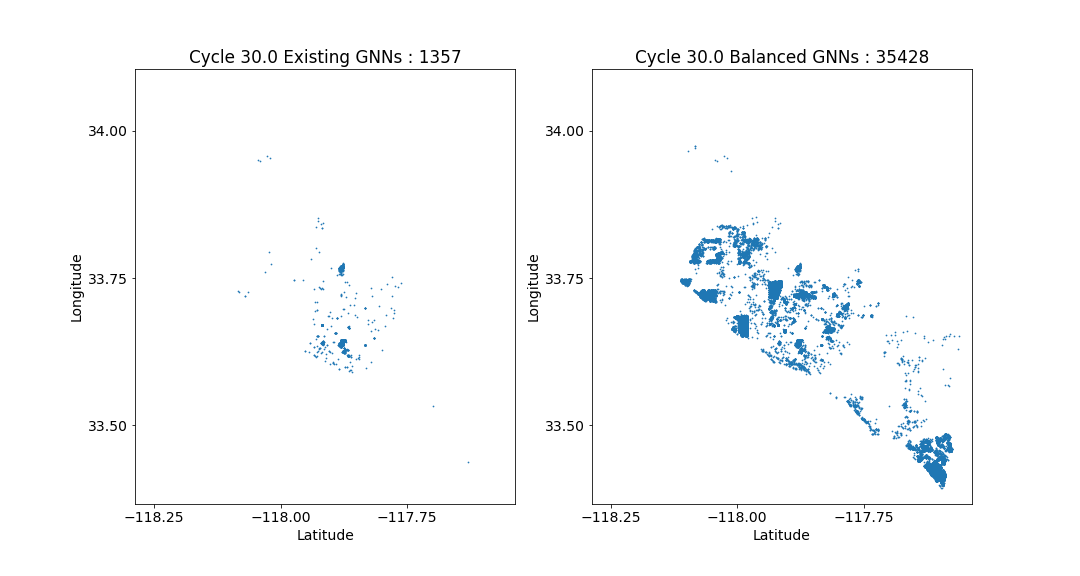 Cycle 30.0 Existing GNNs : 1357
34.00
33.75
33.50
Longitude
−118.25
−118.00
−117.75
Latitude
Cycle 30.0 Balanced GNNs : 35428
34.00
33.75
33.50
Longitude
−118.25
−118.00
−117.75
Latitude